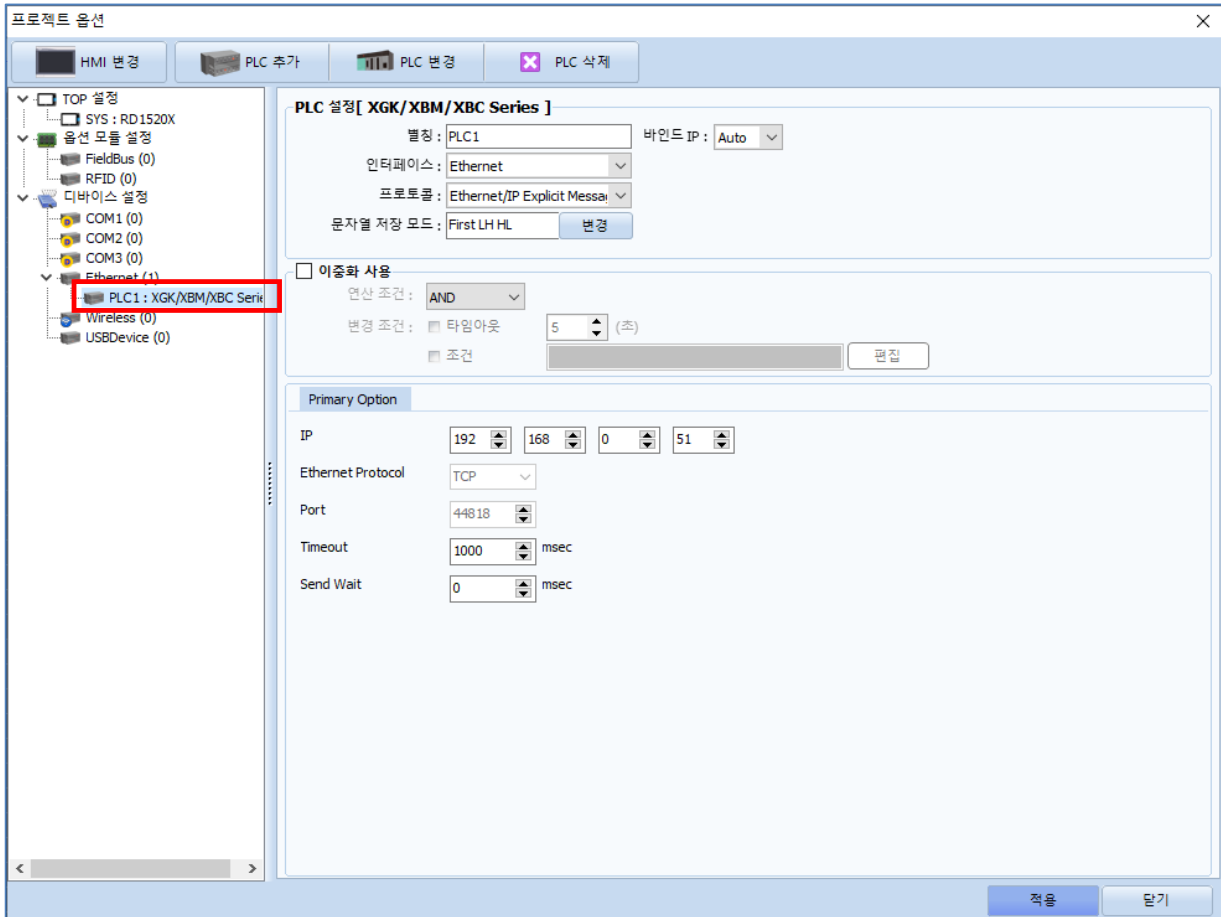 프로젝트 옵션
HMI 변경
PLC 추가
PLC 변경
PLC 삭제
TOP 설정
SYS : RD1520X
옵션 모듈 설정
FieldBus (0)
RFID (0)
디바이스 설정
COM1 (0)
COM2 (0)
COM3 (0)
Ethernet (1)
PLC1 : XGK/XBM/XBC Serie
Wireless (0)
USBDevice (0)
PLC 설정[ XGK/XBM/XBC Series ]
별칭 : PLC1 바인드 IP : Auto
인터페이스 : Ethernet
프로토콜 : Ethernet/IP Explicit Messa
문자열 저장 모드 : First LH HL 변경
이중화 사용
연산 조건 : AND
변경 조건 : 타임아웃 5 (초)
조건 편집
Primary Option
IP 192 168 0 51
Ethernet Protocol TCP
Port 44818
Timeout 1000 msec
Send Wait 0 msec
적용 닫기